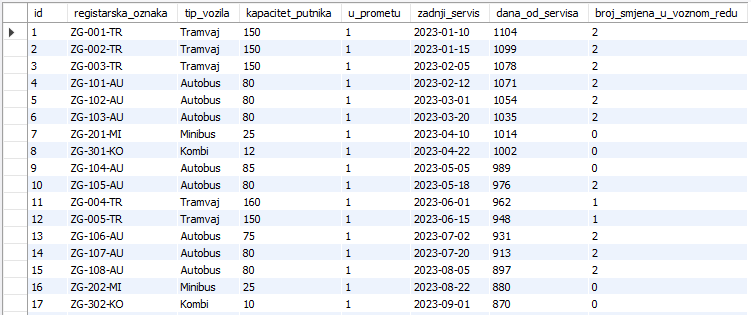 id registarska_oznaka tip_vozila kapacitet_putnika u_prometu zadnji_servis dana_od_servisa broj_smjena_u_voznom_redu
1 ZG-001-TR Tramvaj 150 1 2023-01-10 1104 2
2 ZG-002-TR Tramvaj 150 1 2023-01-15 1099 2
3 ZG-003-TR Tramvaj 150 1 2023-02-05 1078 2
4 ZG-101-AU Autobus 80 1 2023-02-12 1071 2
5 ZG-102-AU Autobus 80 1 2023-03-01 1054 2
6 ZG-103-AU Autobus 80 1 2023-03-20 1035 2
7 ZG-201-MI Minibus 25 1 2023-04-10 1014 0
8 ZG-301-KO Kombi 12 1 2023-04-22 1002 0
9 ZG-104-AU Autobus 85 1 2023-05-05 989 0
10 ZG-105-AU Autobus 80 1 2023-05-18 976 2
11 ZG-004-TR Tramvaj 160 1 2023-06-01 962 1
12 ZG-005-TR Tramvaj 150 1 2023-06-15 948 1
13 ZG-106-AU Autobus 75 1 2023-07-02 931 2
14 ZG-107-AU Autobus 80 1 2023-07-20 913 2
15 ZG-108-AU Autobus 80 1 2023-08-05 897 2
16 ZG-202-MI Minibus 25 1 2023-08-22 880 0
17 ZG-302-KO Kombi 10 1 2023-09-01 870 0